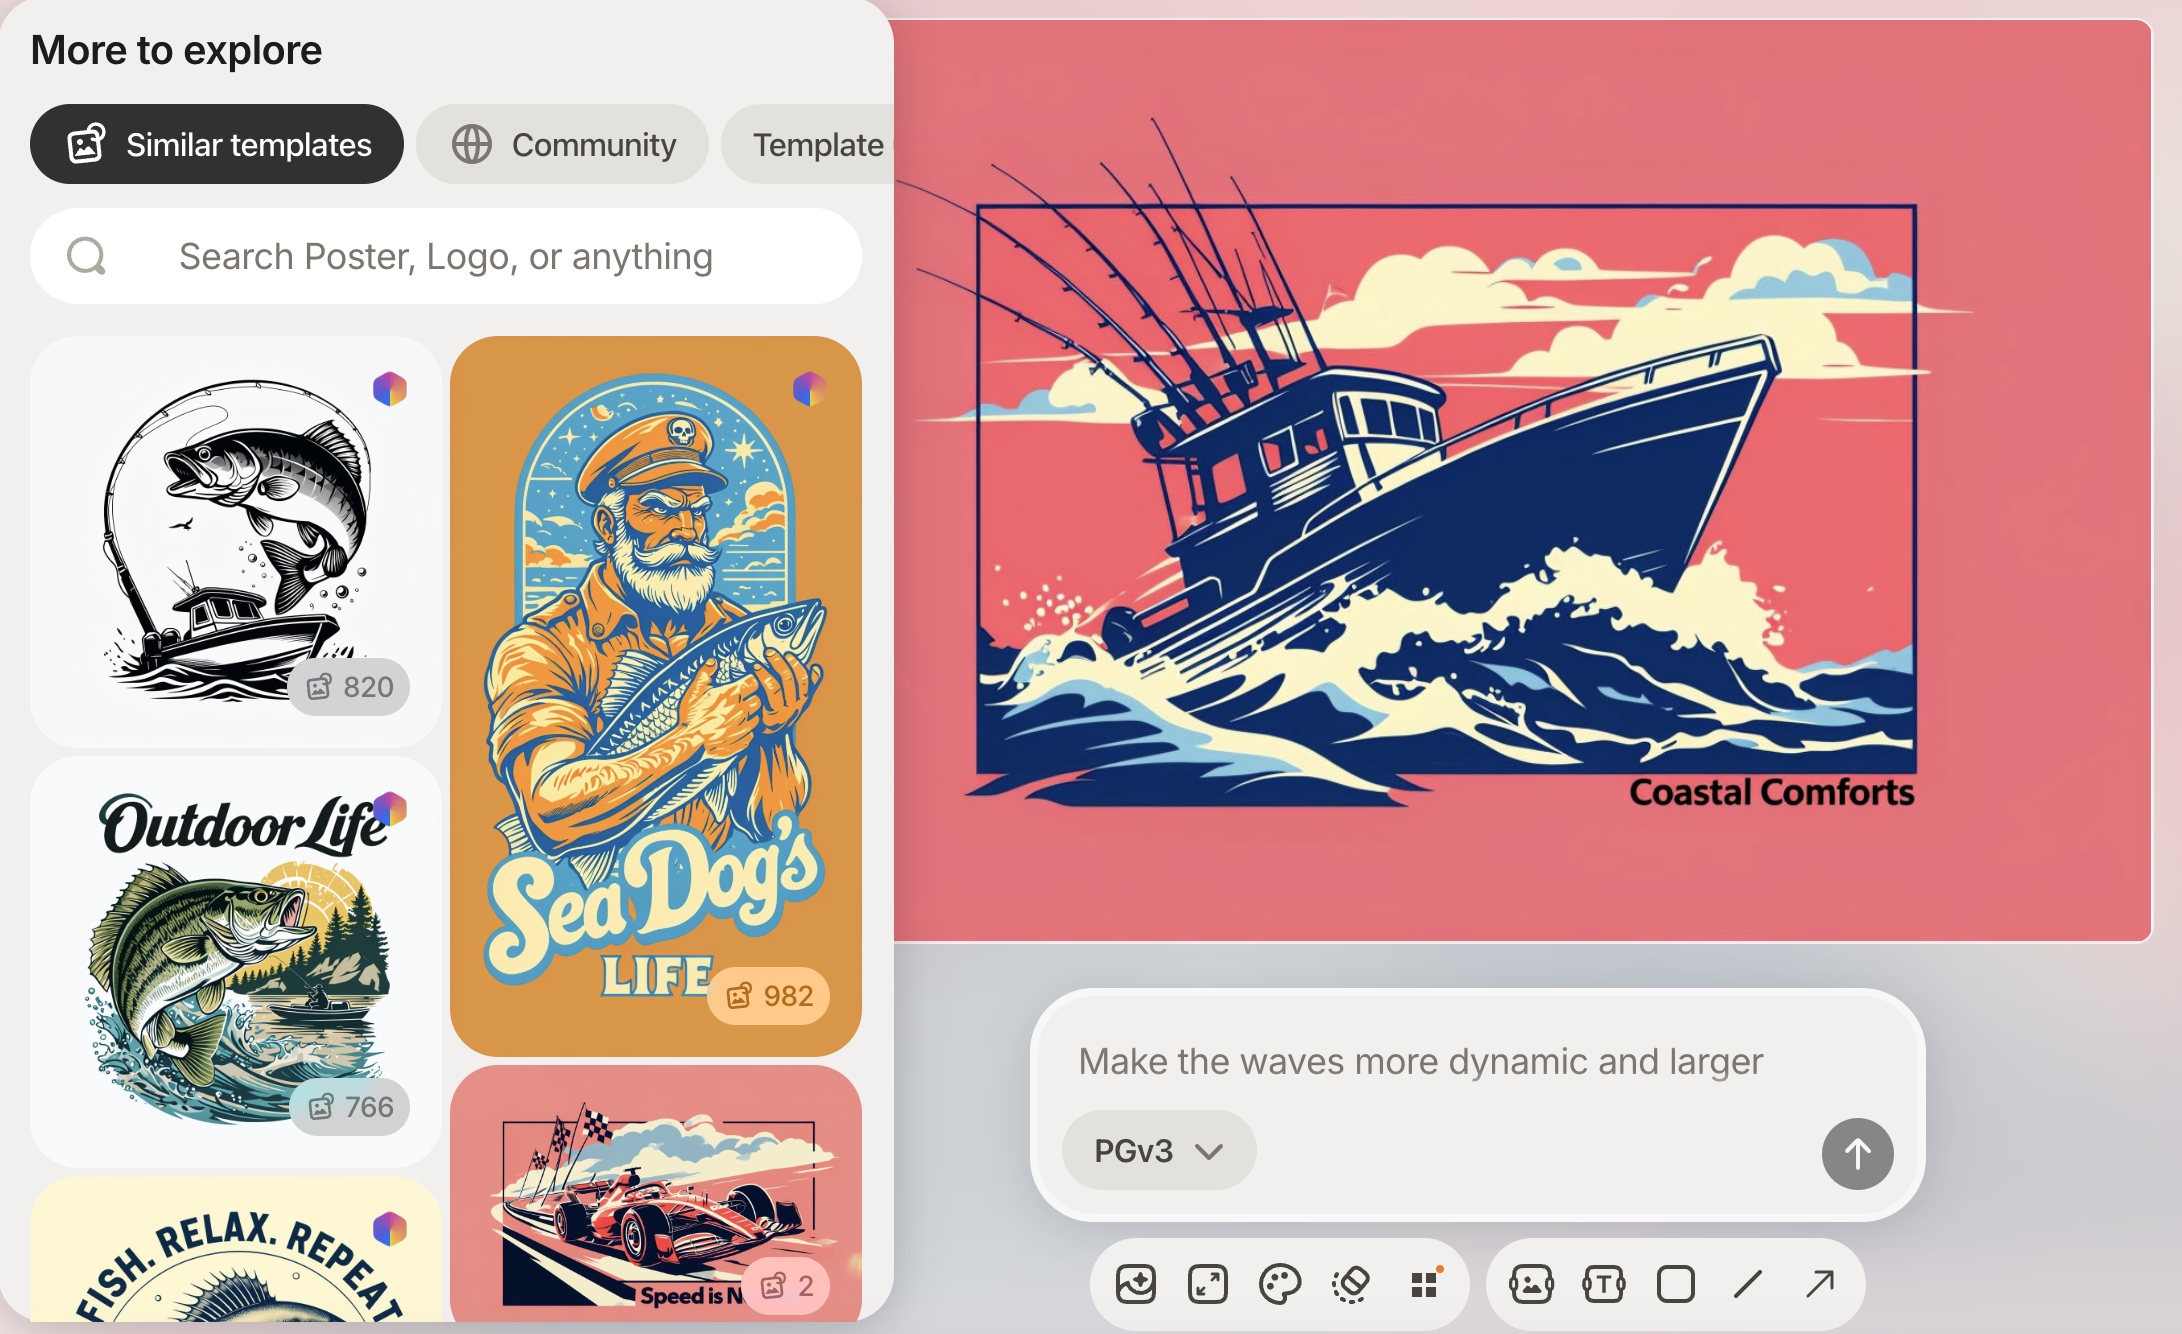 More to explore
Similar templates
Community
Template
Search Poster, Logo, or anything
820
Outdoor Life
766
FISH. RELAX. REPEAT
Sea Dog's
LIFE
982
Speed is
2
Coastal Comforts
Make the waves more dynamic and larger
PGv3
T